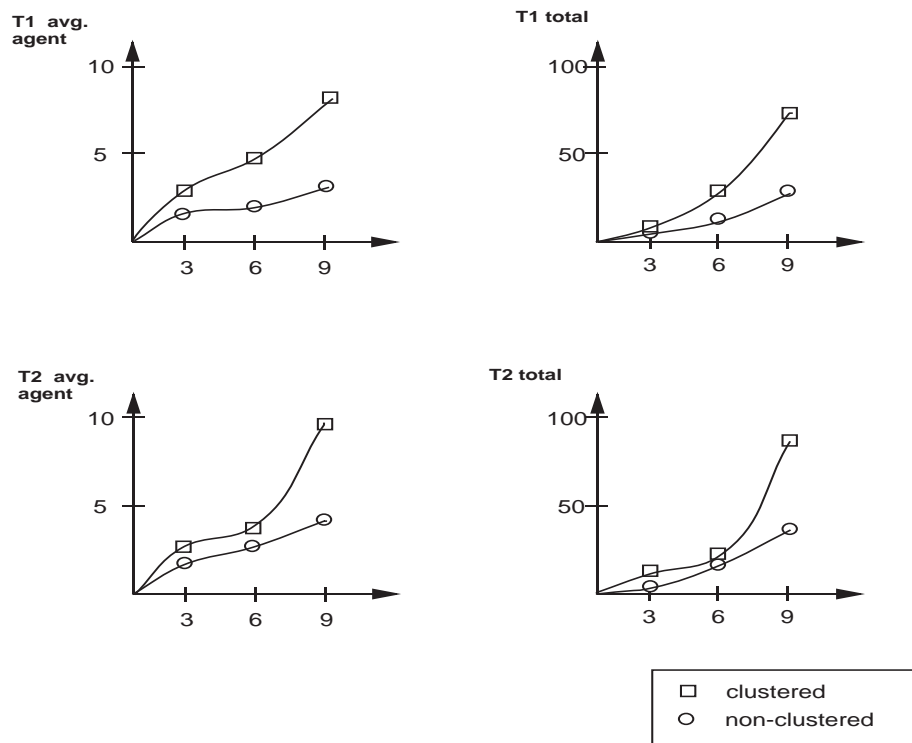 T1 avg.
agent
10
5
3 6 9
T1 total
100
50
3 6 9
T2 avg.
agent
10
5
3 6 9
T2 total
100
50
3 6 9
clustered
non-clustered